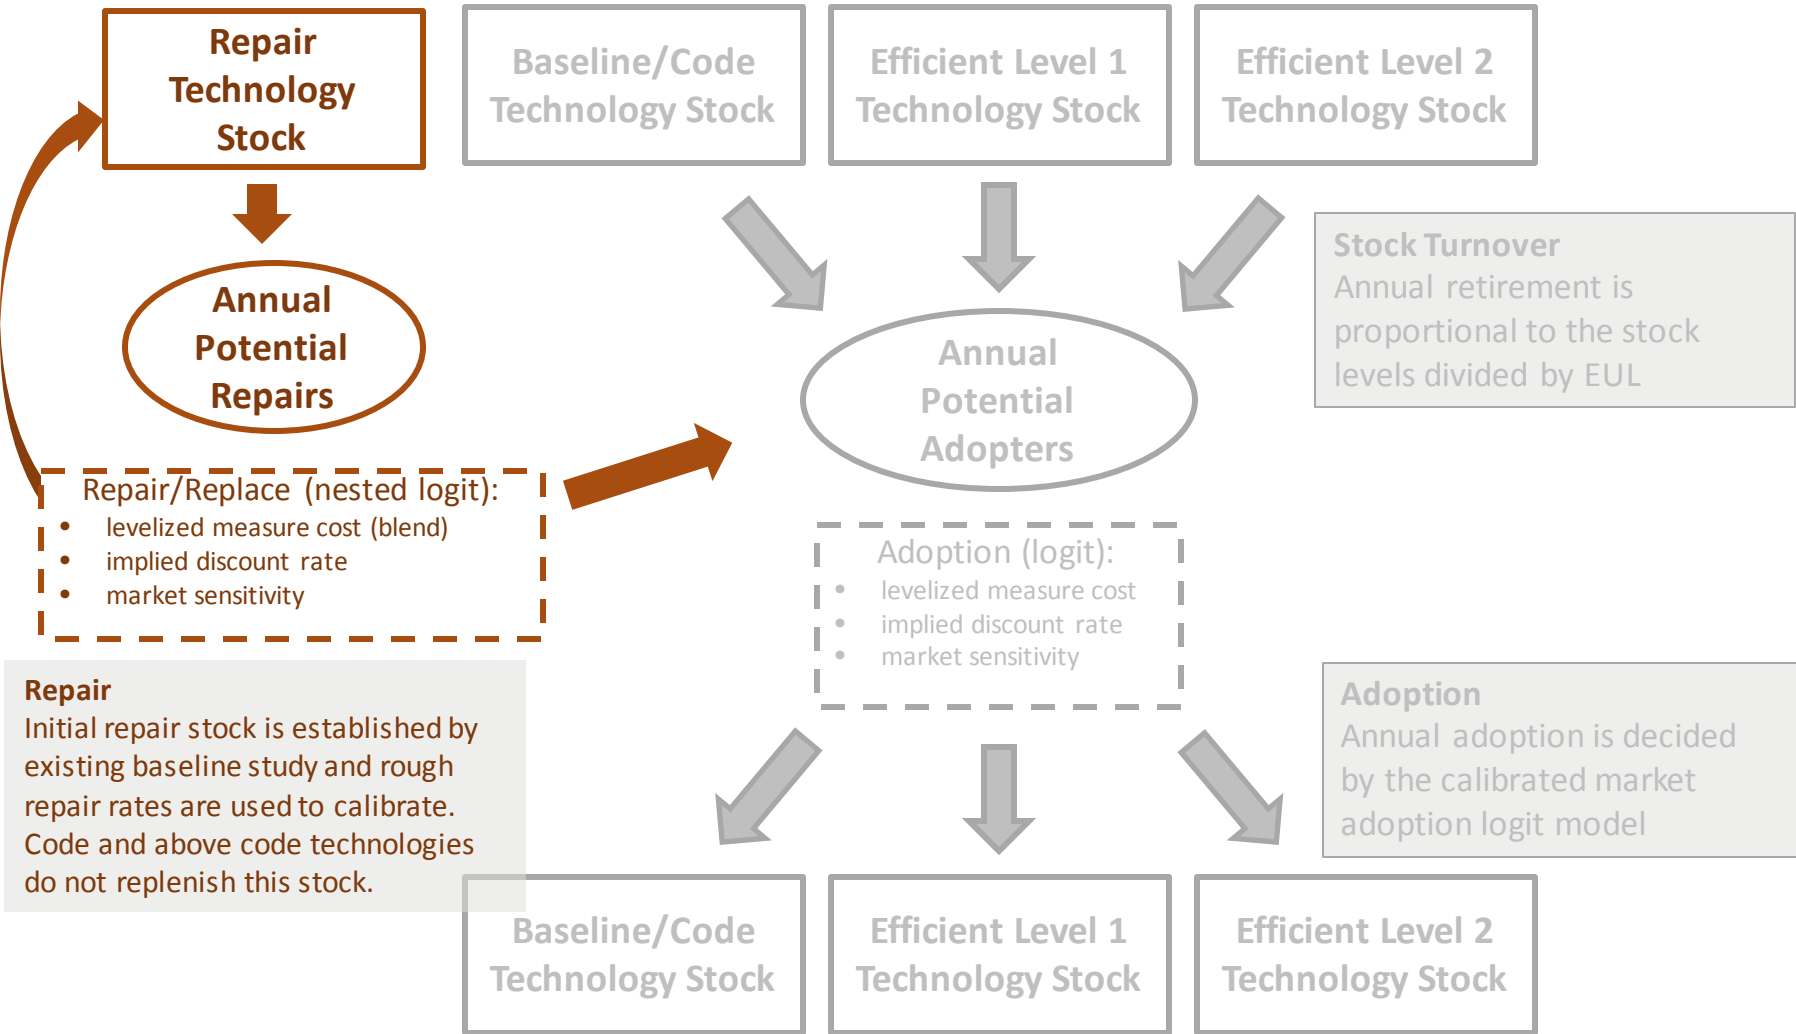 Repair
Technology
Stock
Baseline/Code
Technology Stock
Efficient Level 1
Technology Stock
Efficient Level 2
Technology Stock
Annual
Potential
Repairs
Stock Turnover
Annual retirement is
proportional to the stock
levels divided by EUL
Annual
Potential
Adopters
Repair/Replace (nested logit):
• levelized measure cost (blend)
• implied discount rate
• market sensitivity
Adoption (logit):
• levelized measure cost
• implied discount rate
• market sensitivity
Repair
Initial repair stock is established by
existing baseline study and rough
repair rates are used to calibrate.
Code and above code technologies
do not replenish this stock.
Adoption
Annual adoption is decided
by the calibrated market
adoption logit model
Baseline/Code
Technology Stock
Efficient Level 1
Technology Stock
Efficient Level 2
Technology Stock